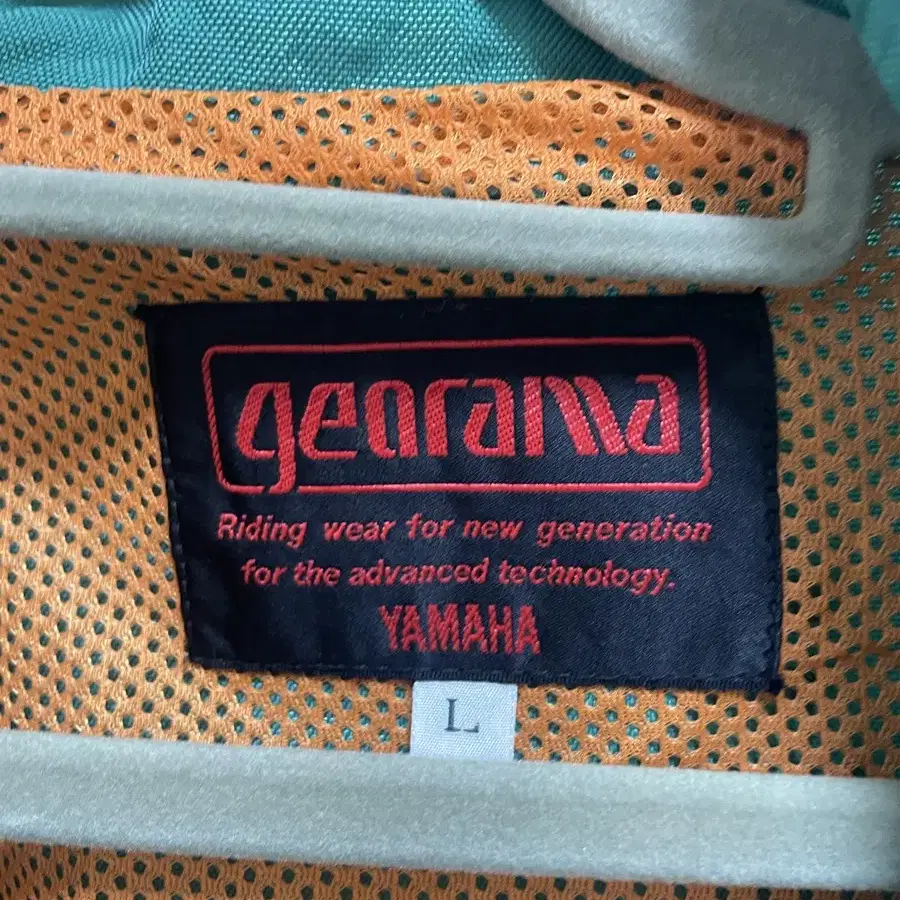 georama
Riding wear for new generation
for the advanced technology.
YAMAHA
L